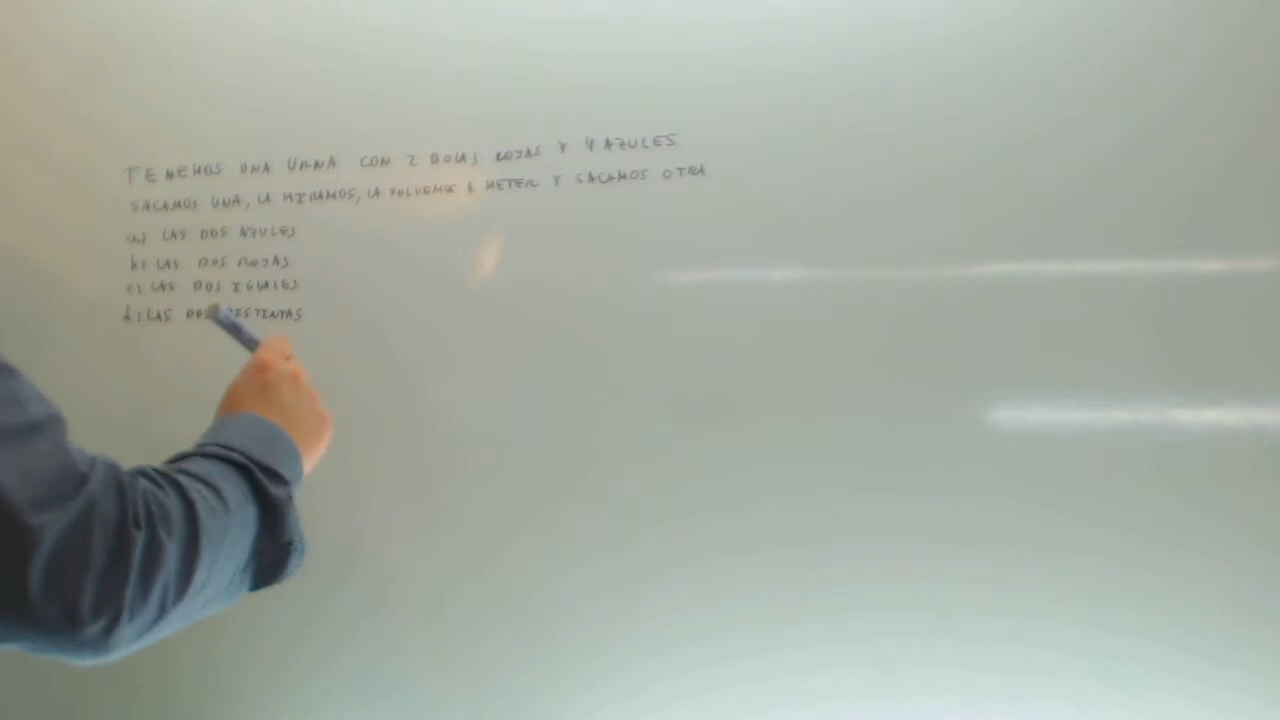 TENEMOS UNA URNA CON 2 BOLAS ROJAS Y 4 AZULES
SACAMOS UNA, LA MIRAMOS, LA VOLVEMOS A METER Y SACAMOS OTRA
a) LAS DOS AZULES
b) LAS DOS ROJAS
c) LAS DOS IGUALES
d) LAS DOS DISTINTAS